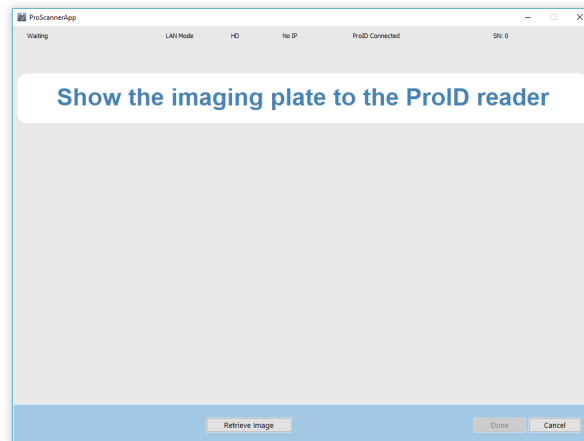 ProScannerApp
Waiting LAN Mode HD No IP ProID Connected SN: 0
Show the imaging plate to the ProID reader
Retrieve Image Done Cancel